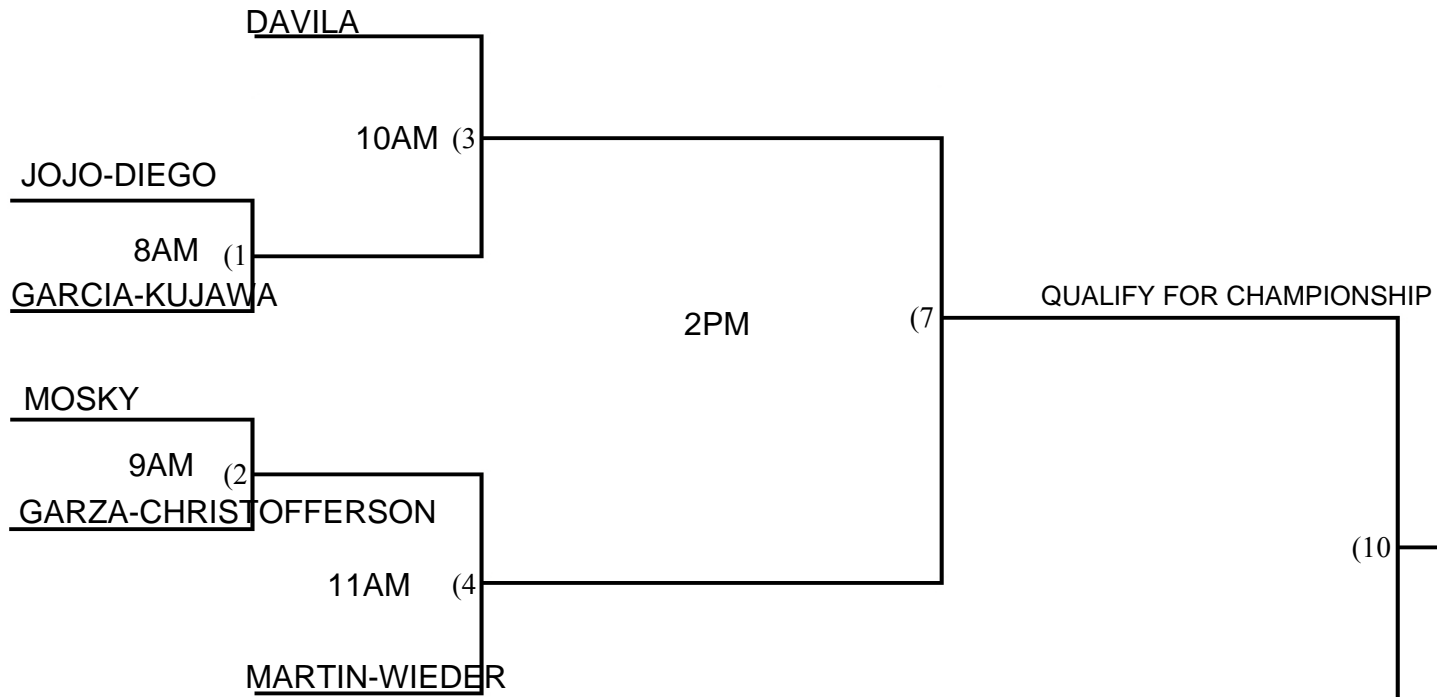 DAVILA
10AM (3
JOJO-DIEGO
8AM (1
GARCIA-KUJAWA
QUALIFY FOR CHAMPIONSHIP
2PM (7
MOSKY
9AM (2
GARZA-CHRISTOFFERSON
(10
11AM (4
MARTIN-WIEDER